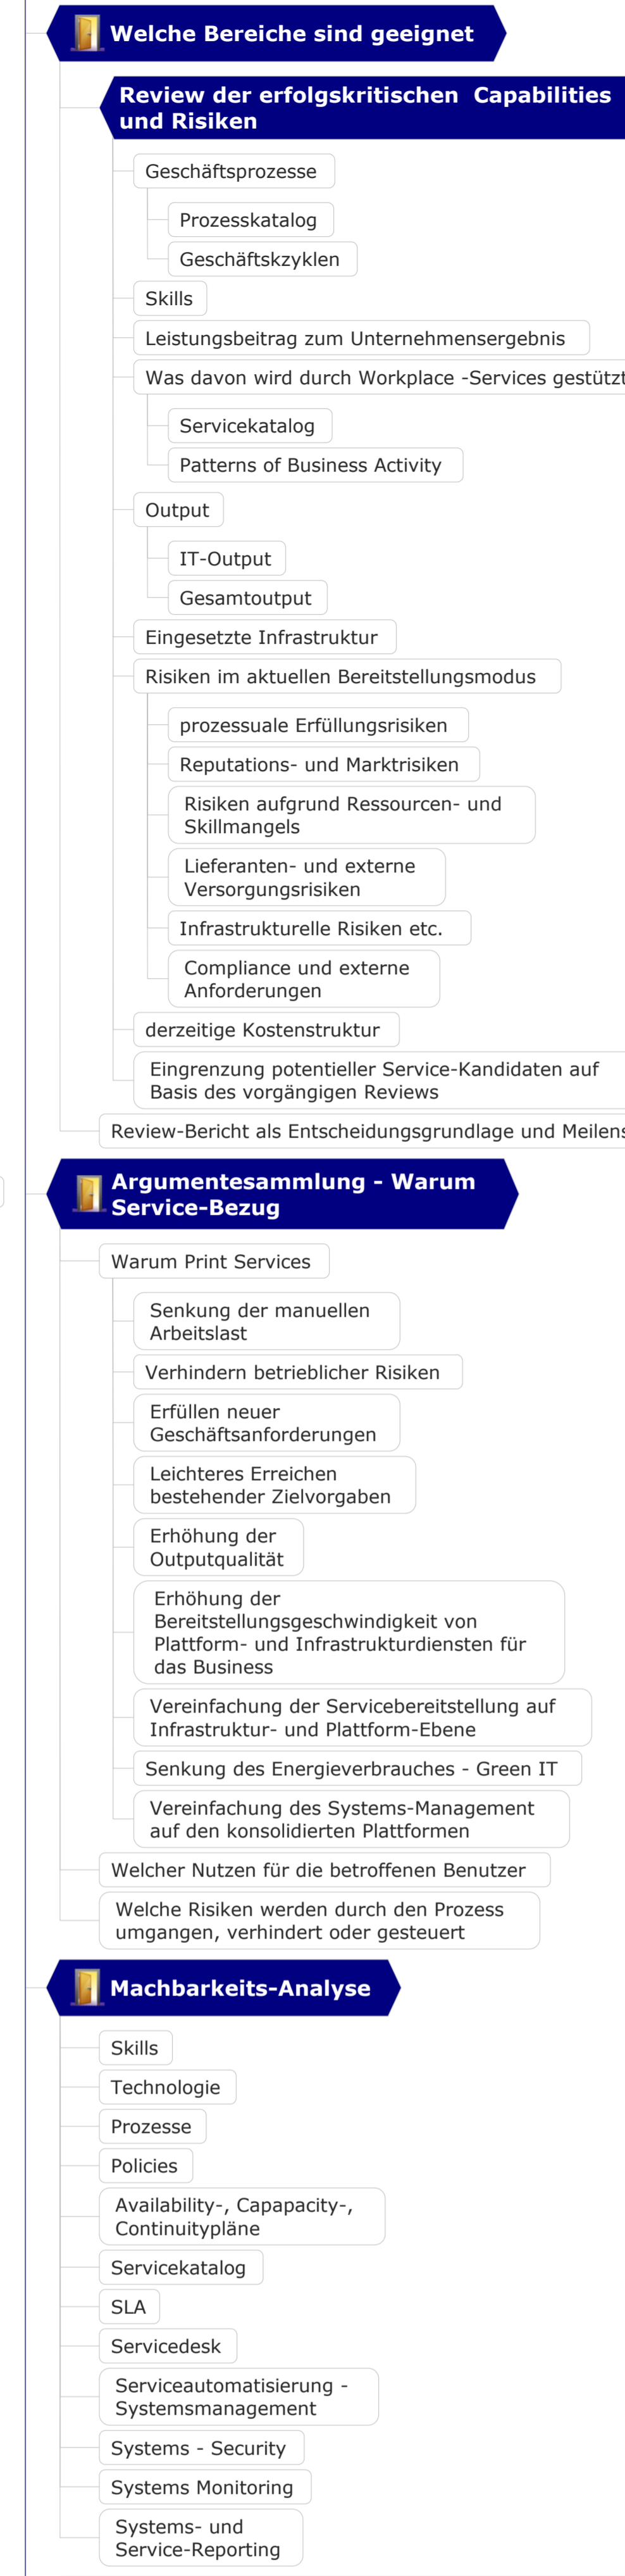 Welche Bereiche sind geeignet
Review der erfolgskritischen Capabilities
und Risiken
Geschäftsprozesse
Prozesskatalog
Geschäftskzyklen
Skills
Leistungsbeitrag zum Unternehmensergebnis
Was davon wird durch Workplace -Services gestützt
Servicekatalog
Patterns of Business Activity
Output
IT-Output
Gesamtoutput
Eingesetzte Infrastruktur
Risiken im aktuellen Bereitstellungsmodus
prozessuale Erfüllungsrisiken
Reputations- und Marktrisiken
Risiken aufgrund Ressourcen- und
Skillmangels
Lieferanten- und externe
Versorgungsrisiken
Infrastrukturelle Risiken etc.
Compliance und externe
Anforderungen
derzeitige Kostenstruktur
Eingrenzung potentieller Service-Kandidaten auf
Basis des vorgängigen Reviews
Review-Bericht als Entscheidungsgrundlage und Meilens
Argumentesammlung - Warum
Service-Bezug
Warum Print Services
Senkung der manuellen
Arbeitslast
Verhindern betrieblicher Risiken
Erfüllen neuer
Geschäftsanforderungen
Leichteres Erreichen
bestehender Zielvorgaben
Erhöhung der
Outputqualität
Erhöhung der
Bereitstellungsgeschwindigkeit von
Plattform- und Infrastrukturdiensten für
das Business
Vereinfachung der Servicebereitstellung auf
Infrastruktur- und Plattform-Ebene
Senkung des Energieverbrauches - Green IT
Vereinfachung des Systems-Management
auf den konsolidierten Plattformen
Welcher Nutzen für die betroffenen Benutzer
Welche Risiken werden durch den Prozess
umgangen, verhindert oder gesteuert
Machbarkeits-Analyse
Skills
Technologie
Prozesse
Policies
Availability-, Capapacity-,
Continuitypläne
Servicekatalog
SLA
Servicedesk
Serviceautomatisierung -
Systemsmanagement
Systems - Security
Systems Monitoring
Systems- und
Service-Reporting